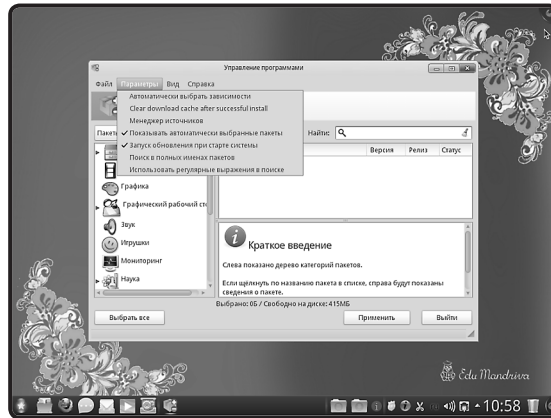 Управление программами
Файл Параметры Вид Справка
Автоматически выбрать зависимости
Clear download cache after successful install
Менеджер источников
Показывать автоматически выбранные пакеты
Запуск обновления при старте системы
Поиск в полных именах пакетов
Использовать регулярные выражения в поиске
Найти:
Версия Релиз Статус
Графика
Графический рабочий
Звук
Игрушки
Мониторинг
Наука
Краткое введение
Слева показано дерево категорий пакетов.
Если щёлкнуть по названию пакета в списке, справа будут показаны
сведения о пакете.
Выбрано: 0Б / Свободно на диске: 415МБ
Выбрать все Применить Выйти
Edu Mandriva
10:58